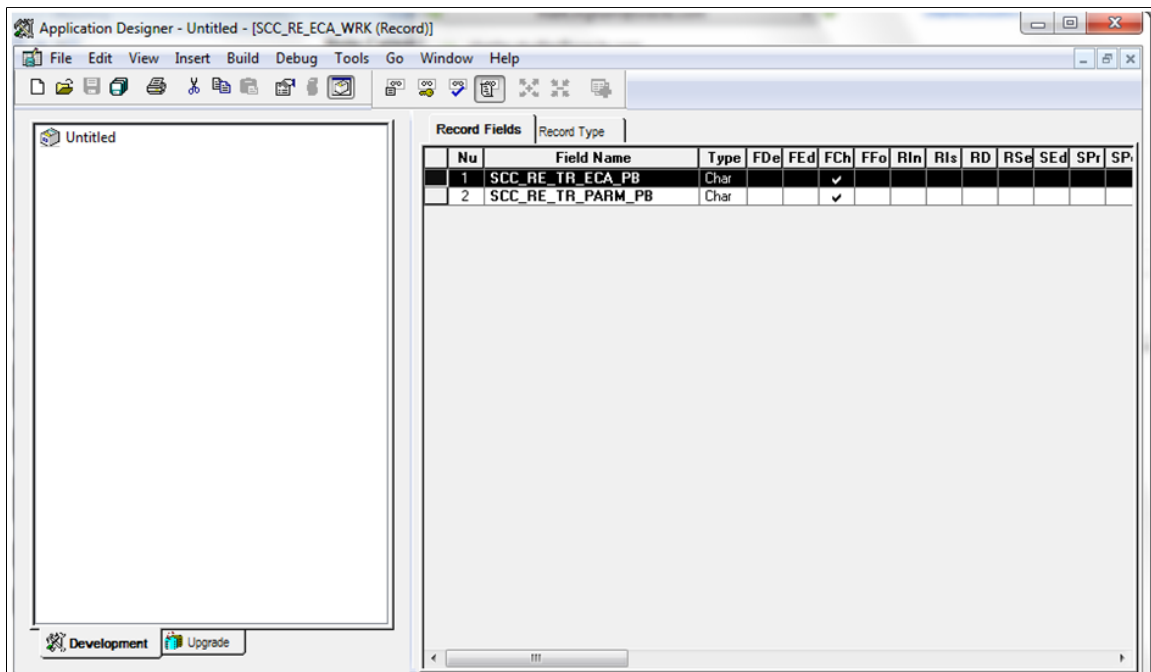 Application Designer - Untitled - [SCC_RE_ECA_WRK (Record)]
File Edit View Insert Build Debug Tools Go Window Help
Untitled
Record Fields Record Type
Nu Field Name Type FDe FEd FCh FFo RIn RIs RD RSe SEd SPr SP
1 SCC_RE_TR_ECA_PB Char
2 SCC_RE_TR_PARM_PB Char
Development Upgrade